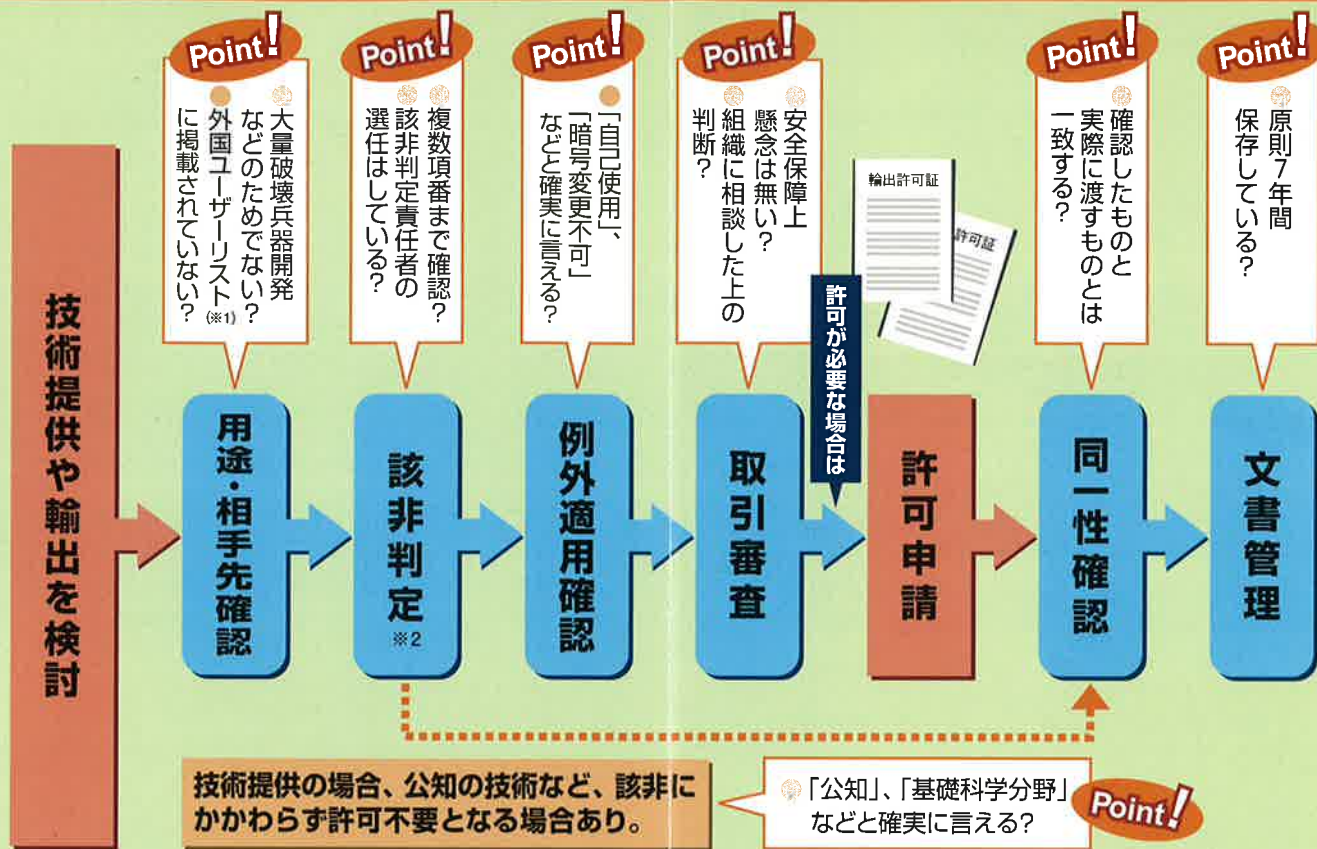 技術提供や輸出を検討
Point!
大量破壊兵器開発
などのためでない？
外国ユーザーリスト(※1)
に掲載されていない？
用途・相手先確認
Point!
複数項番まで確認？
該非判定責任者の
選任はしている？
該非判定※2
Point!
「自己使用」、
「暗号変更不可」
などと確実に言える？
例外適用確認
Point!
安全保障上
懸念は無い？
組織に相談した上の
判断？
取引審査
許可が必要な場合は
輸出許可証
許可証
許可申請
Point!
確認したものと
実際に渡すものとは
一致する？
同一性確認
Point!
原則7年間
保存している？
文書管理
技術提供の場合、公知の技術など、該非に
かかわらず許可不要となる場合あり。
「公知」、「基礎科学分野」
などと確実に言える？
Point!